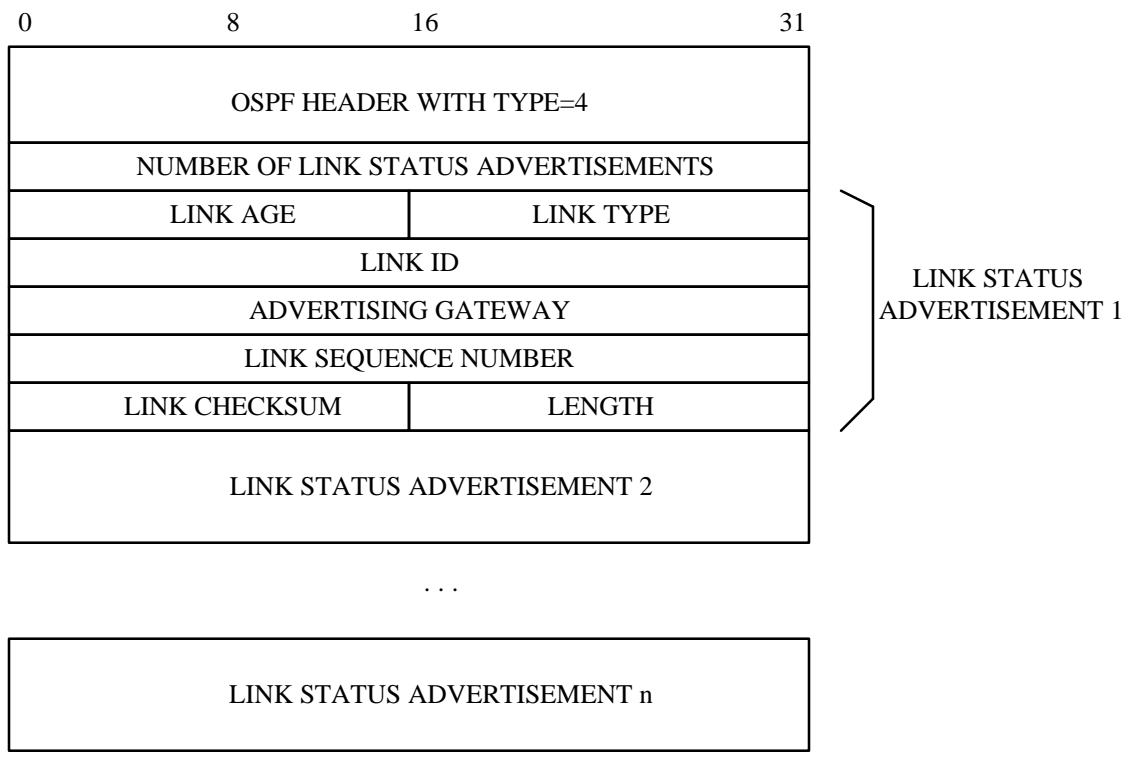 0 8 16 31
OSPF HEADER WITH TYPE=4
NUMBER OF LINK STATUS ADVERTISEMENTS
LINK AGE LINK TYPE
LINK ID
ADVERTISING GATEWAY
LINK SEQUENCE NUMBER
LINK CHECKSUM LENGTH
LINK STATUS
ADVERTISEMENT 1
LINK STATUS ADVERTISEMENT 2
. . .
LINK STATUS ADVERTISEMENT n